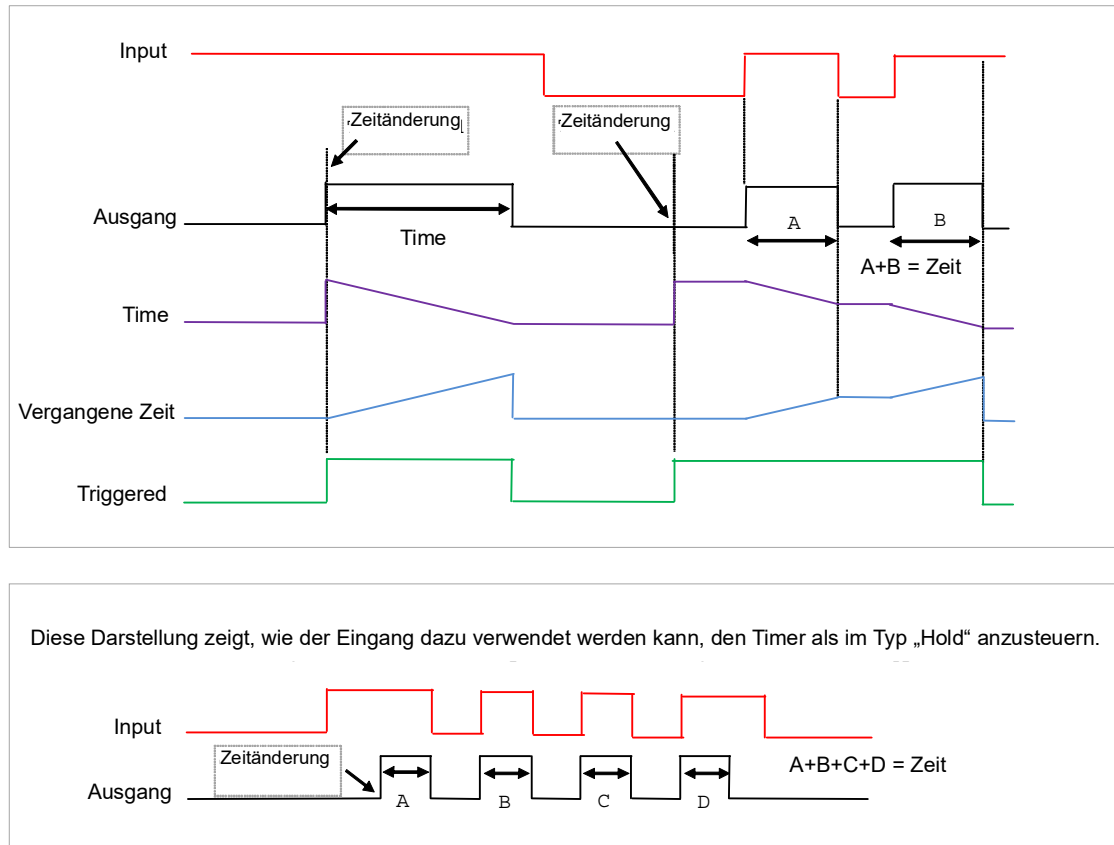 Input
Zeitänderung
Zeitänderung
Ausgang
Time
A
B
A+B = Zeit
Time
Vergangene Zeit
Triggered
Diese Darstellung zeigt, wie der Eingang dazu verwendet werden kann, den Timer als im Typ „Hold“ anzusteuern.
Input
Zeitänderung
A+B+C+D = Zeit
Ausgang
A
B
C
D